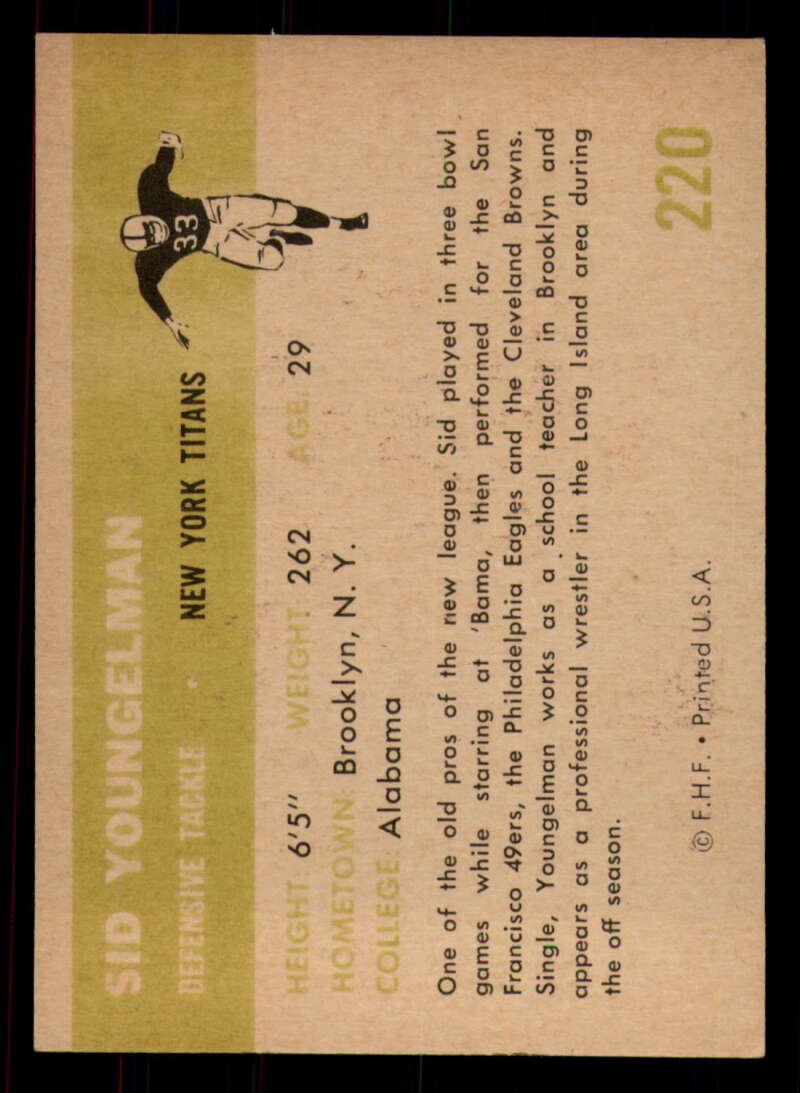 SID YOUNGELMAN
DEFENSIVE TACKLE • NEW YORK TITANS
33
HEIGHT: 6'5" WEIGHT: 262 AGE: 29
HOMETOWN: Brooklyn, N. Y.
COLLEGE: Alabama
One of the old pros of the new league. Sid played in three bowl
games while starring at 'Bama, then performed for the San
Francisco 49ers, the Philadelphia Eagles and the Cleveland Browns.
Single, Youngelman works as a school teacher in Brooklyn and
appears as a professional wrestler in the Long Island area during
the off season.
© F.H.F. • Printed U.S.A.
220